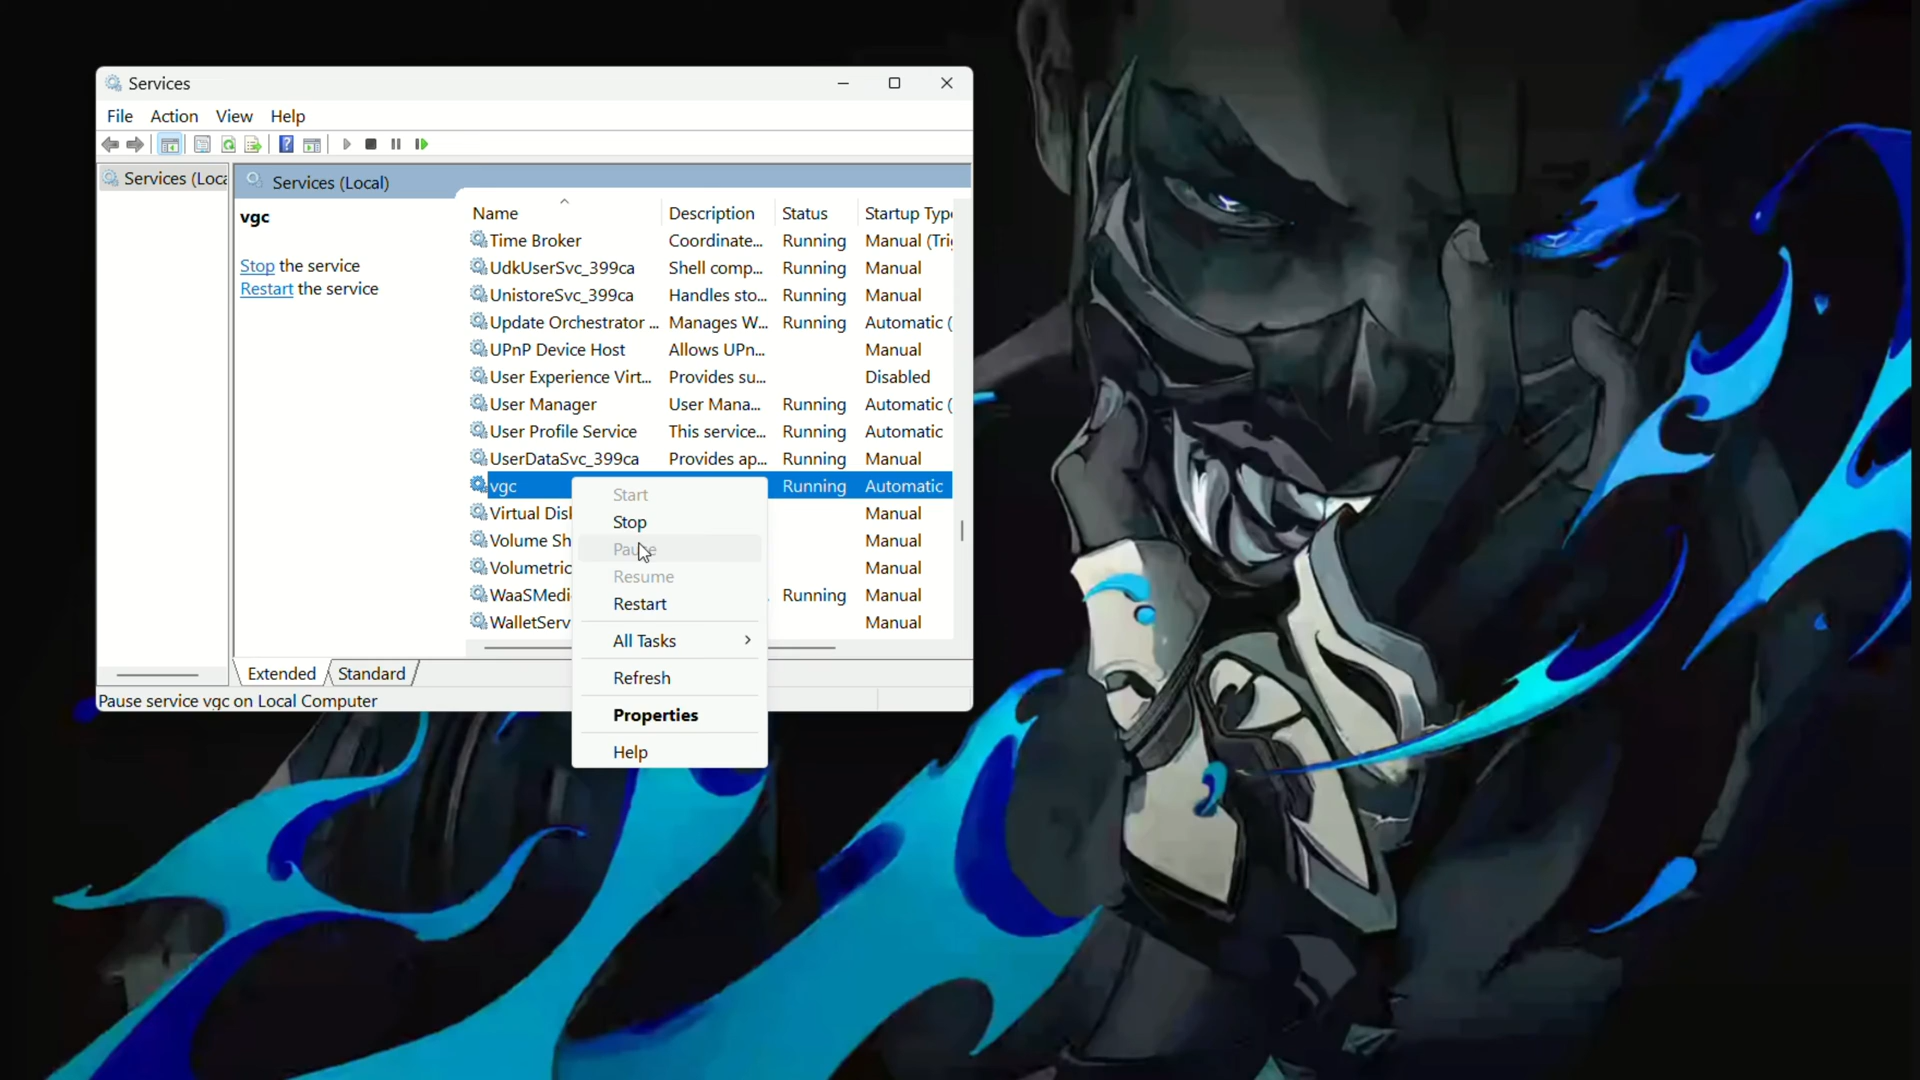 Services
File Action View Help
Services (Loca
Services (Local)
vgc
Stop the service
Restart the service
Name Description Status Startup Typ
Time Broker Coordinate... Running Manual (Tri
UdkUserSvc_399ca Shell comp... Running Manual
UnistoreSvc_399ca Handles sto... Running Manual
Update Orchestrator ... Manages W... Running Automatic (
UPnP Device Host Allows UPn... Manual
User Experience Virt... Provides su... Disabled
User Manager User Mana... Running Automatic (
User Profile Service This service... Running Automatic
UserDataSvc_399ca Provides ap... Running Manual
vgc Running Automatic
Virtual Disk Manual
Volume Sh Manual
Volumetric Manual
WaaSMedi Running Manual
WalletServ Manual
Start
Stop
Pause
Resume
Restart
All Tasks
Refresh
Properties
Help
Extended Standard
Pause service vgc on Local Computer